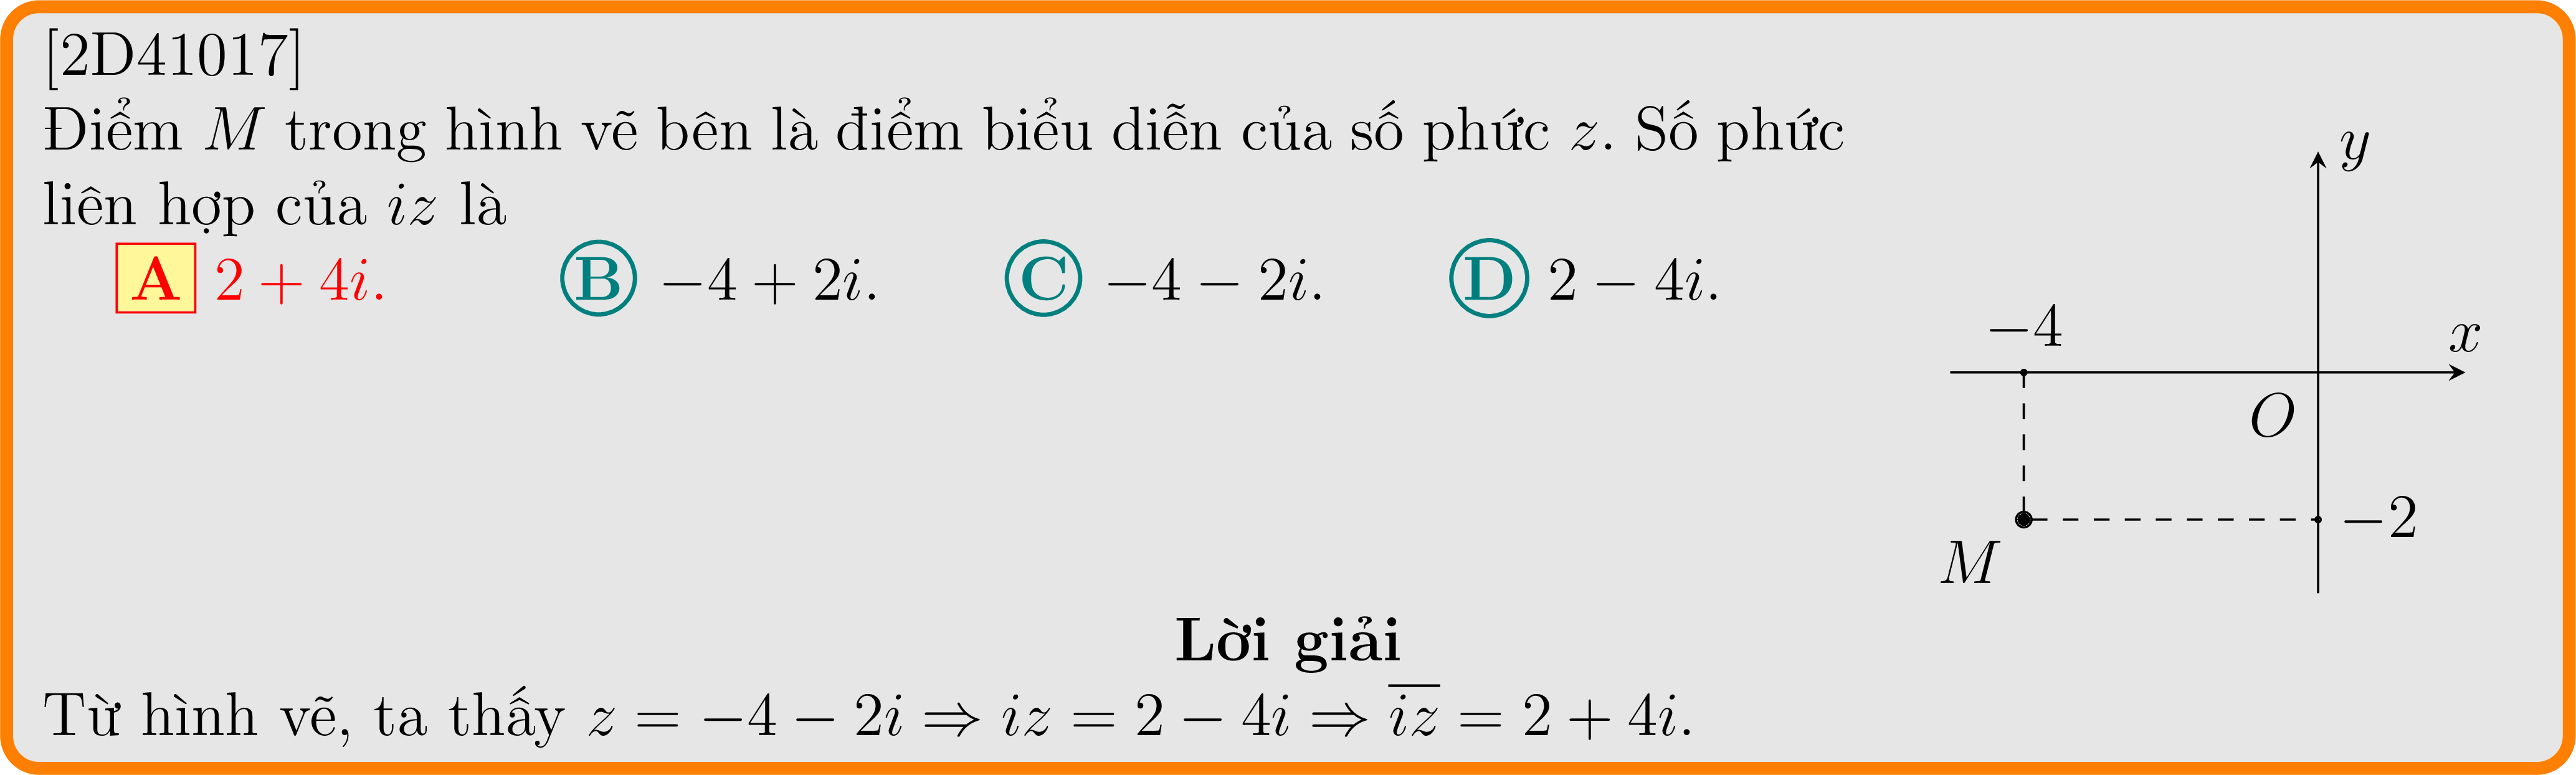 [2D41017]
Điểm M trong hình vẽ bên là điểm biểu diễn của số phức z. Số phức
liên hợp của iz là
A 2 + 4i. B −4 + 2i. C −4 − 2i. D 2 − 4i.
y
−4
x
O
−2
M
Lời giải
Từ hình vẽ, ta thấy z = −4 − 2i ⇒ iz = 2 − 4i ⇒ \overline{iz} = 2 + 4i.